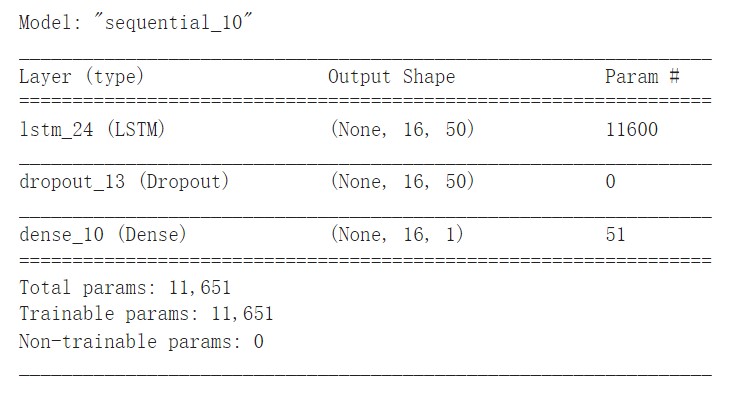 Model: "sequential_10"
Layer (type) Output Shape Param #
lstm_24 (LSTM) (None, 16, 50) 11600
dropout_13 (Dropout) (None, 16, 50) 0
dense_10 (Dense) (None, 16, 1) 51
Total params: 11,651
Trainable params: 11,651
Non-trainable params: 0